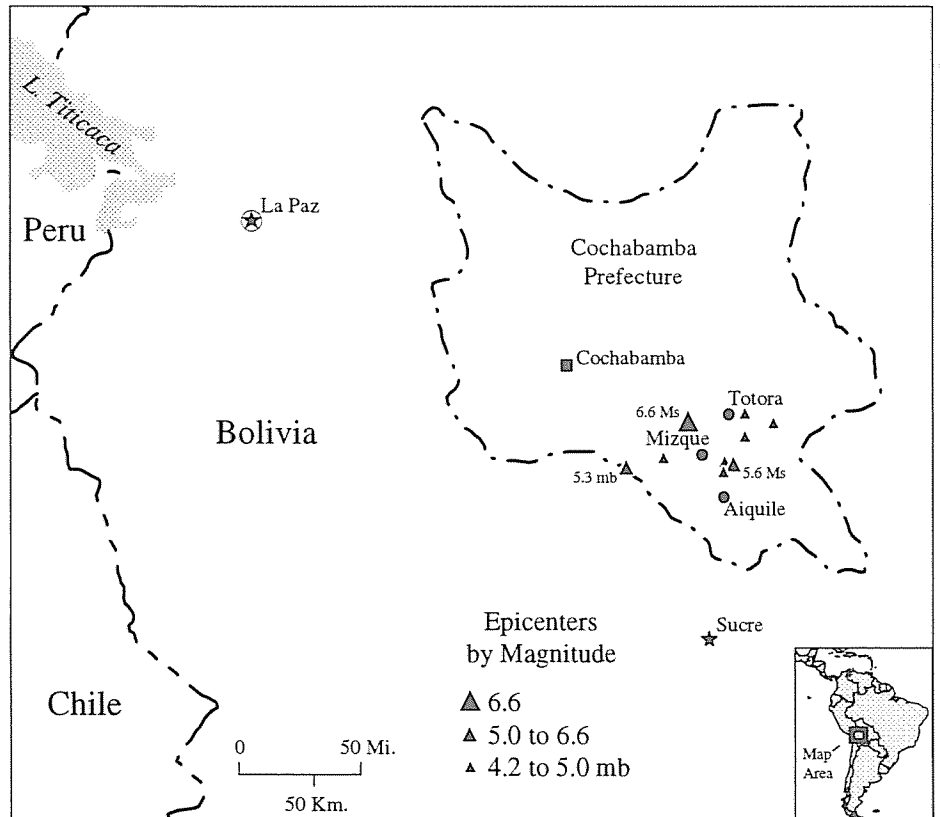 L. Titicaca
Peru
La Paz
Cochabamba
Prefecture
Cochabamba
Totora
6.6 Ms
Mizque
5.3 mb
5.6 Ms
Aiquile
Bolivia
Sucre
Chile
Epicenters
by Magnitude
6.6
5.0 to 6.6
4.2 to 5.0 mb
0 50 Mi.
50 Km.
Map
Area